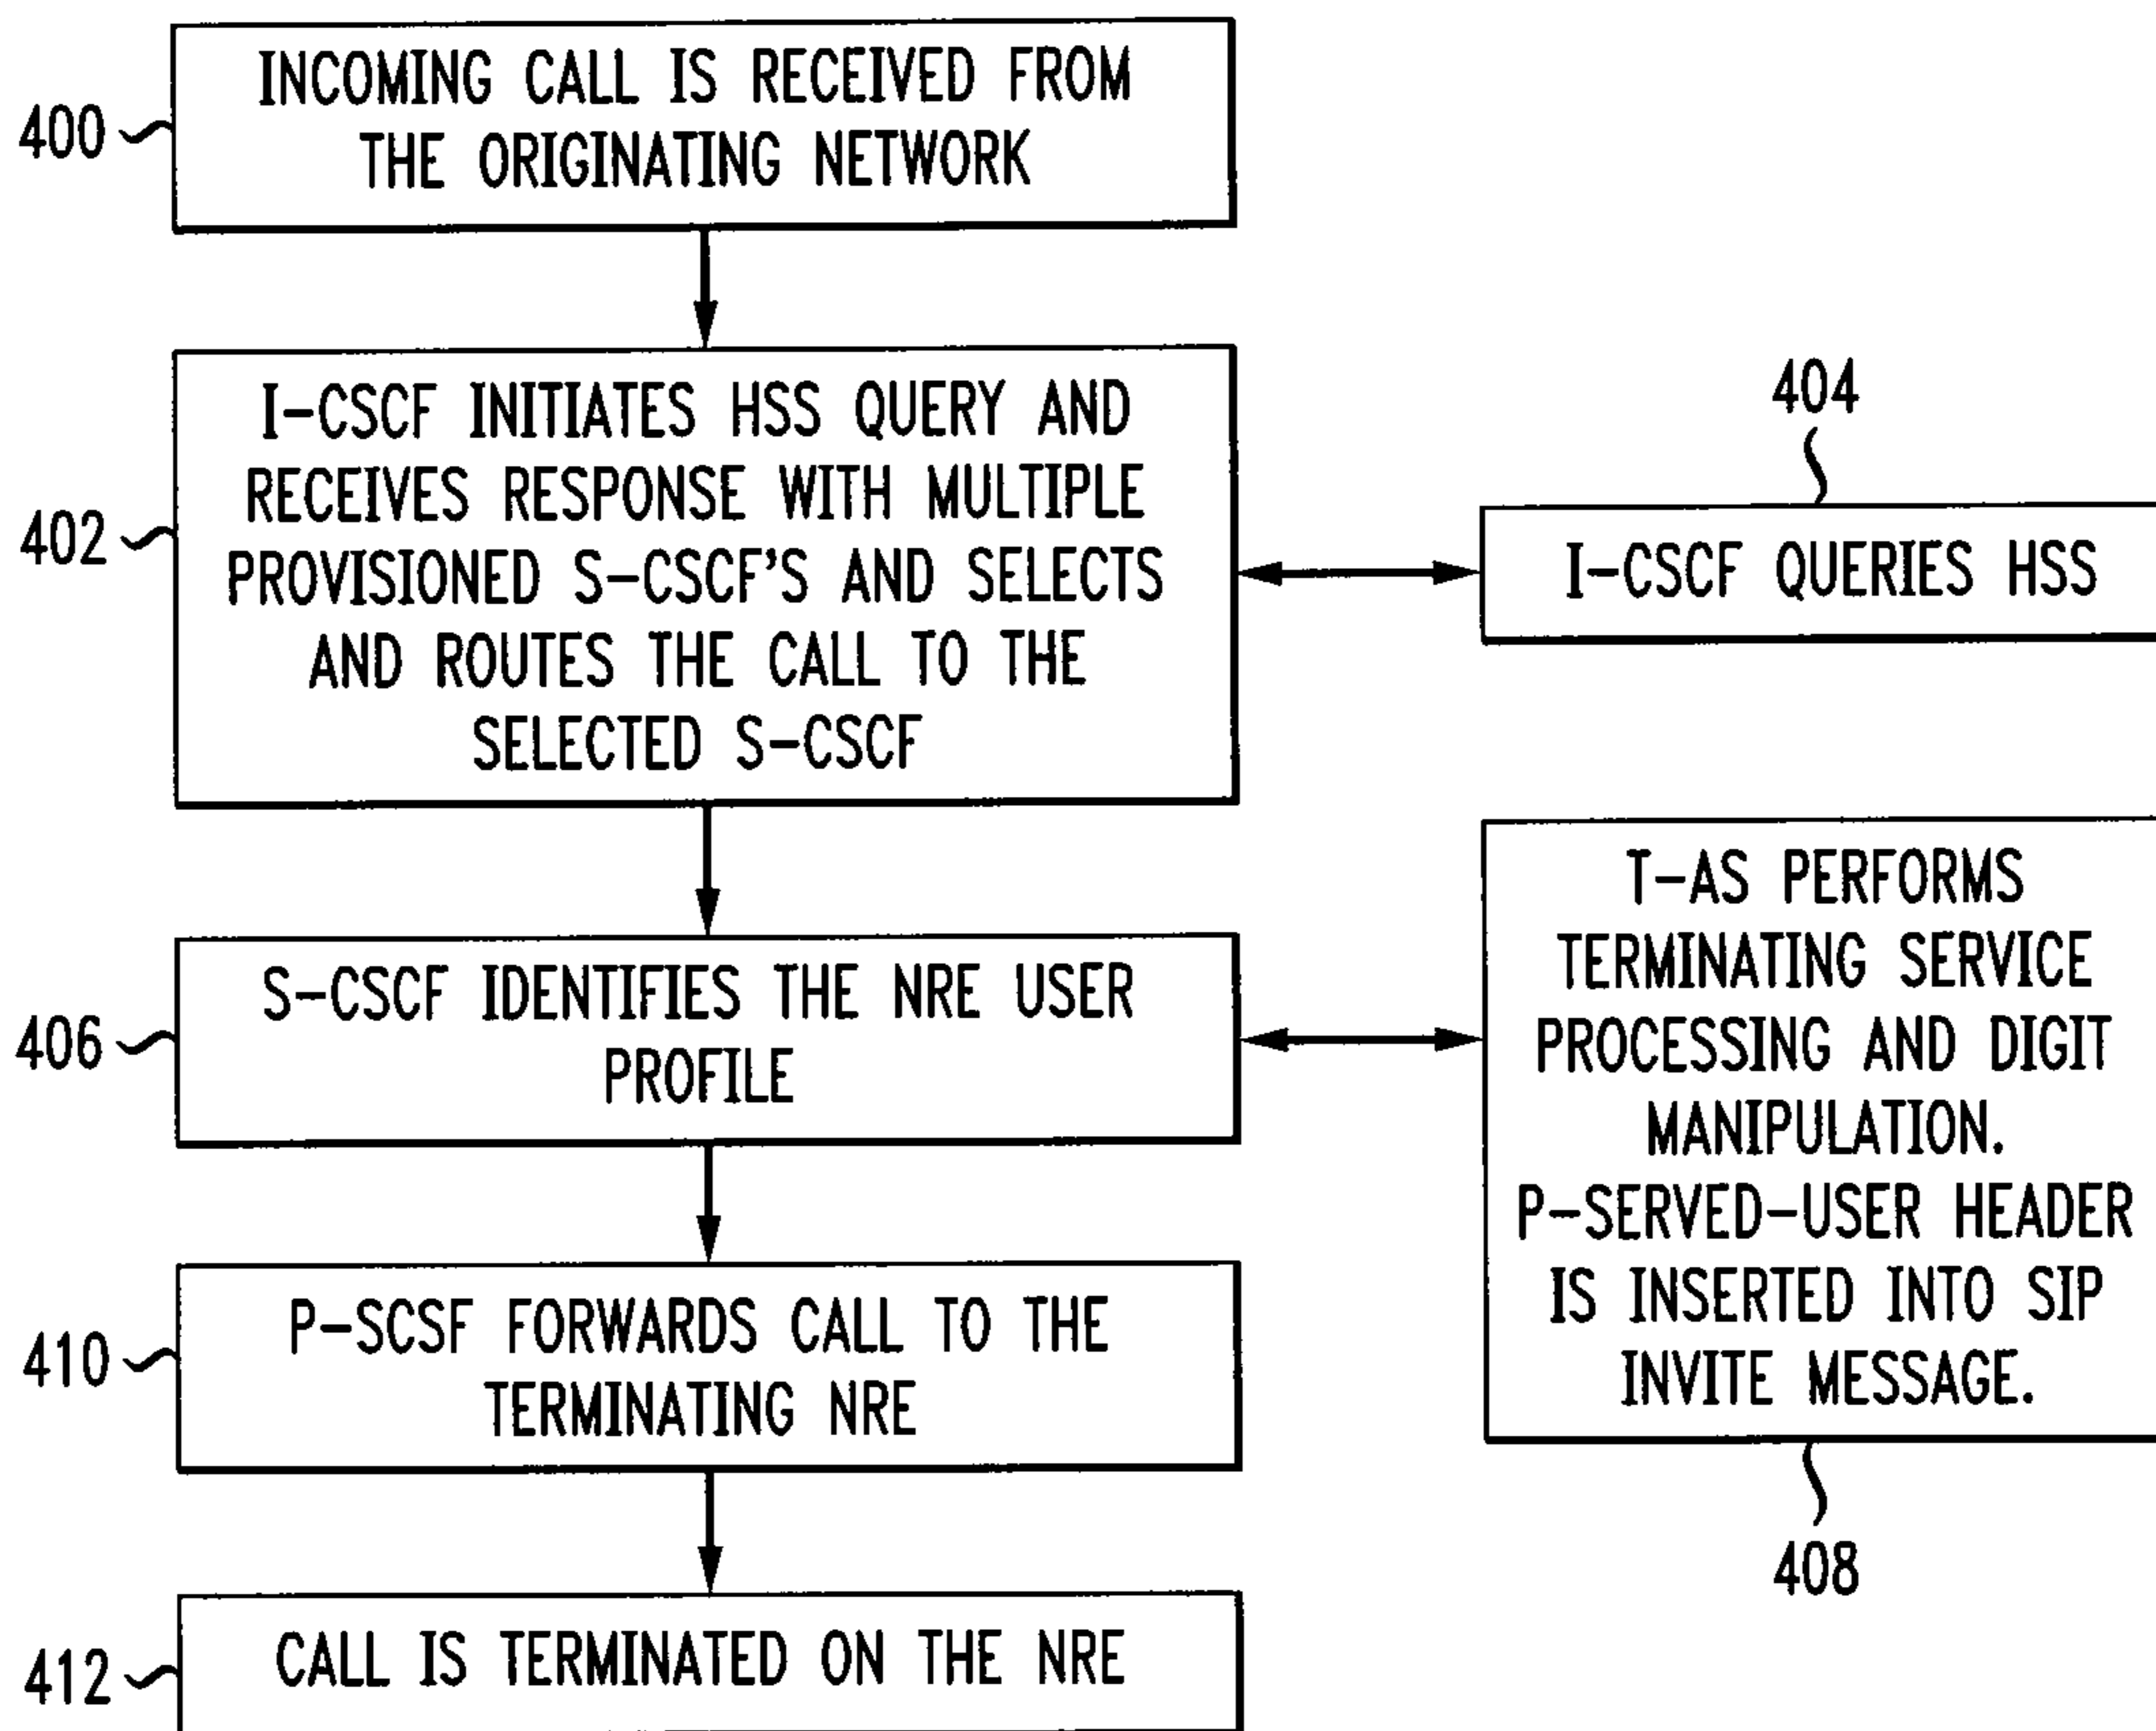 400
INCOMING CALL IS RECEIVED FROM
THE ORIGINATING NETWORK
402
I-CSCF INITIATES HSS QUERY AND
RECEIVES RESPONSE WITH MULTIPLE
PROVISIONED S-CSCF'S AND SELECTS
AND ROUTES THE CALL TO THE
SELECTED S-CSCF
404
I-CSCF QUERIES HSS
406
S-CSCF IDENTIFIES THE NRE USER
PROFILE
T-AS PERFORMS
TERMINATING SERVICE
PROCESSING AND DIGIT
MANIPULATION.
P-SERVED-USER HEADER
IS INSERTED INTO SIP
INVITE MESSAGE.
408
410
P-SCSF FORWARDS CALL TO THE
TERMINATING NRE
412
CALL IS TERMINATED ON THE NRE